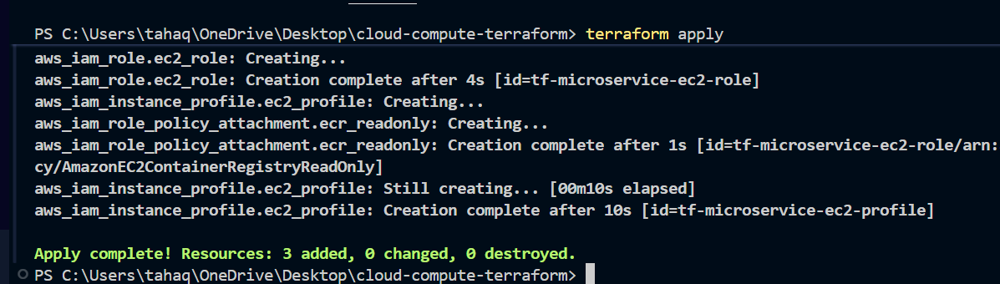 PS C:\Users\tahaq\OneDrive\Desktop\cloud-compute-terraform> terraform apply
aws_iam_role.ec2_role: Creating...
aws_iam_role.ec2_role: Creation complete after 4s [id=tf-microservice-ec2-role]
aws_iam_instance_profile.ec2_profile: Creating...
aws_iam_role_policy_attachment.ecr_readonly: Creating...
aws_iam_role_policy_attachment.ecr_readonly: Creation complete after 1s [id=tf-microservice-ec2-role/arn:
cy/AmazonEC2ContainerRegistryReadOnly]
aws_iam_instance_profile.ec2_profile: Still creating... [00m10s elapsed]
aws_iam_instance_profile.ec2_profile: Creation complete after 10s [id=tf-microservice-ec2-profile]
Apply complete! Resources: 3 added, 0 changed, 0 destroyed.
PS C:\Users\tahaq\OneDrive\Desktop\cloud-compute-terraform>